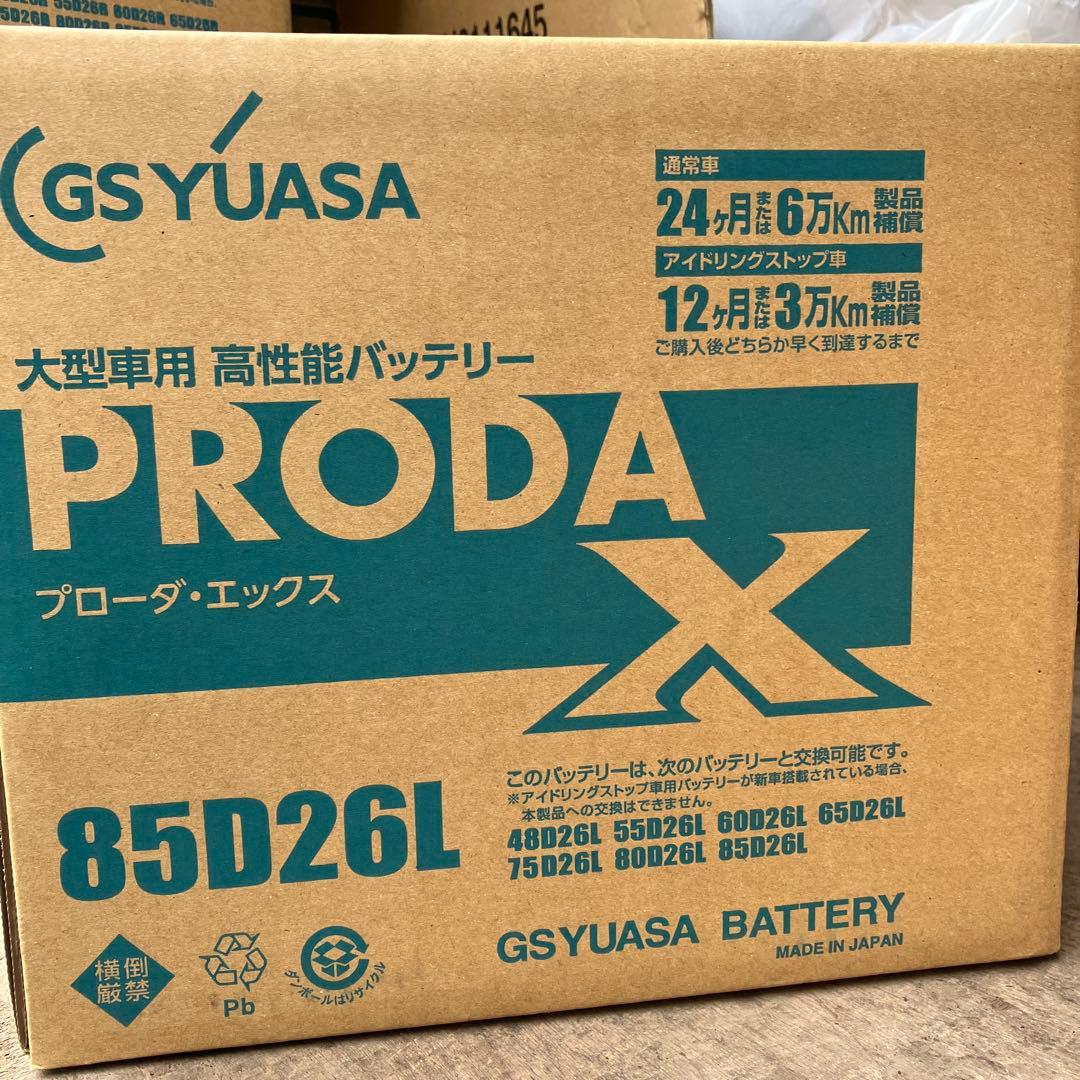 55D26R 60D26R 65D26R
80D26R
111645
GSYUASA
通常車
24ヶ月または6万Km製品補償
アイドリングストップ車
12ヶ月または3万Km製品補償
ご購入後どちらか早く到達するまで
大型車用 高性能バッテリー
PRODA
X
プローダ・エックス
このバッテリーは、次のバッテリーと交換可能です。
※アイドリングストップ車用バッテリーが新車搭載されている場合、
本製品への交換はできません。
48D26L 55D26L 60D26L 65D26L
75D26L 80D26L 85D26L
85D26L
GSYUASA BATTERY
MADE IN JAPAN
横倒
厳禁
Pb
ダンボールはリサイクル